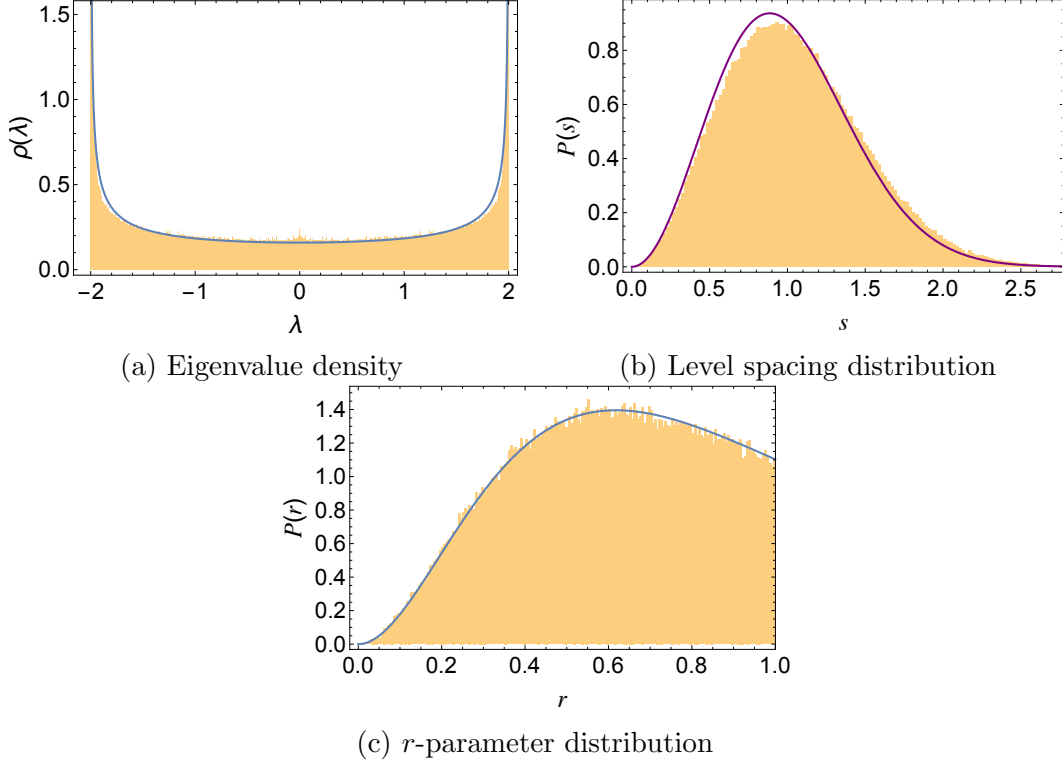 1.5
1.0
0.5
0.0
ρ(λ)
−2 −1 0 1 2
λ
(a) Eigenvalue density
0.8
0.6
0.4
0.2
0.0
P(s)
0.0 0.5 1.0 1.5 2.0 2.5
s
(b) Level spacing distribution
1.4
1.2
1.0
0.8
0.6
0.4
0.2
0.0
P(r)
0.0 0.2 0.4 0.6 0.8 1.0
r
(c) r-parameter distribution